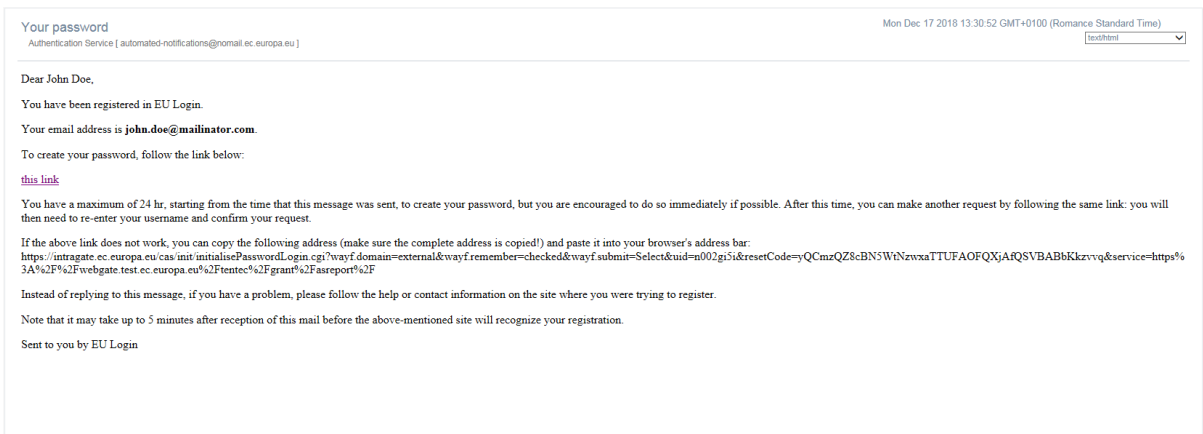 Your password
Mon Dec 17 2018 13:30:52 GMT+0100 (Romance Standard Time)
Authentication Service [ automated-notifications@nomail.ec.europa.eu ]
text/html
Dear John Doe,
You have been registered in EU Login.
Your email address is john.doe@mailinator.com.
To create your password, follow the link below:
this link
You have a maximum of 24 hr, starting from the time that this message was sent, to create your password, but you are encouraged to do so immediately if possible. After this time, you can make another request by following the same link: you will
then need to re-enter your username and confirm your request.
If the above link does not work, you can copy the following address (make sure the complete address is copied!) and paste it into your browser's address bar:
https://intragate.ec.europa.eu/cas/init/initialisePasswordLogin.cgi?wayf.domain=external&wayf.remember=checked&wayf.submit=Select&uid=n002gi5i&resetCode=yQCmzQZ8cBN5WtNzwxaTTUFAOFQXjAfQSVBABbKkzvvq&service=https%
3A%2F%2Fwebgate.test.ec.europa.eu%2Ftentec%2Fgrant%2Fasreport%2F
Instead of replying to this message, if you have a problem, please follow the help or contact information on the site where you were trying to register.
Note that it may take up to 5 minutes after reception of this mail before the above-mentioned site will recognize your registration.
Sent to you by EU Login